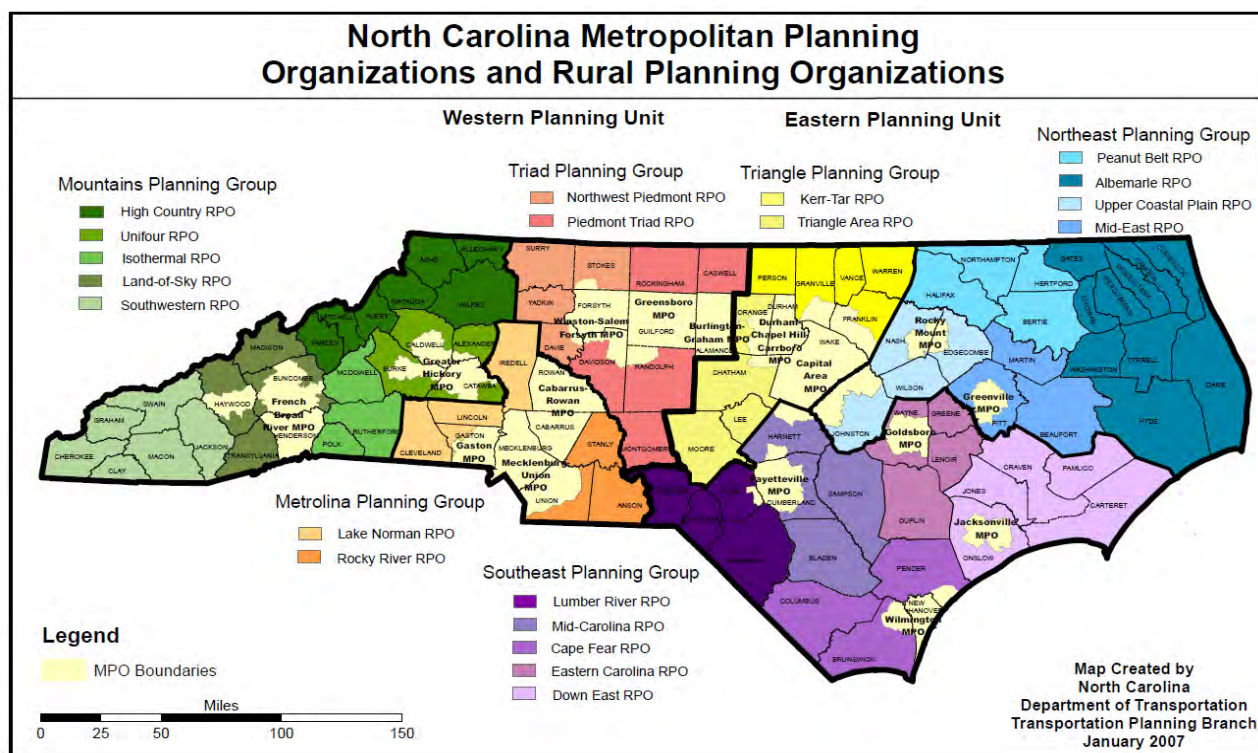 North Carolina Metropolitan Planning
Organizations and Rural Planning Organizations
Western Planning Unit
Eastern Planning Unit
Mountains Planning Group
High Country RPO
Unifour RPO
Isothermal RPO
Land-of-Sky RPO
Southwestern RPO
Triad Planning Group
Northwest Piedmont RPO
Piedmont Triad RPO
Triangle Planning Group
Kerr-Tar RPO
Triangle Area RPO
Northeast Planning Group
Peanut Belt RPO
Albemarle RPO
Upper Coastal Plain RPO
Mid-East RPO
ALLEGHANY
ASHE
SURRY
STOKES
ROCKINGHAM
CASWELL
PERSON
GRANVILLE
VANCE
WARREN
NORTHAMPTON
GATES
HERTFORD
HALIFAX
BERTIE
WATAUGA
WILKES
MITCHELL
AVERY
YANCEY
YADKIN
FORSYTH
Winston-Salem
Forsyth MPO
Greensboro
MPO
GUILFORD
Burlington-
Graham MPO
ALAMANCE
ORANGE
DURHAM
Durham
Chapel Hill-
Carrboro
MPO
FRANKLIN
WAKE
Capital
Area
MPO
NASH
Rocky
Mount
MPO
EDGECOMBE
MARTIN
WASHINGTON
TYRRELL
DARE
HYDE
MADISON
CALDWELL
ALEXANDER
BURKE
Greater
Hickory
MPO
CATAWBA
IREDELL
DAVIE
DAVIDSON
RANDOLPH
CHATHAM
LEE
MOORE
MONTGOMERY
ROWAN
Cabarrus-
Rowan
MPO
CABARRUS
STANLY
ANSON
MCDOWELL
BUNCOMBE
HAYWOOD
French
Broad
River MPO
HENDERSON
SWAIN
GRAHAM
CHEROKEE
CLAY
MACON
JACKSON
TRANSYLVANIA
POLK
RUTHERFORD
CLEVELAND
LINCOLN
GASTON
Gaston
MPO
MECKLENBURG
Mecklenburg-
Union
MPO
UNION
WILSON
JOHNSTON
Greenville
MPO
PITT
BEAUFORT
WAYNE
GREENE
Goldsboro
MPO
LENOIR
HARNETT
Fayetteville
MPO
CUMBERLAND
SAMPSON
DUPLIN
BLADEN
CRAVEN
PAMLICO
JONES
CARTERET
Jacksonville
MPO
ONSLOW
PENDER
COLUMBUS
BRUNSWICK
NEW
HANOVER
Wilmington
MPO
Metrolina Planning Group
Lake Norman RPO
Rocky River RPO
Southeast Planning Group
Lumber River RPO
Mid-Carolina RPO
Cape Fear RPO
Eastern Carolina RPO
Down East RPO
Legend
MPO Boundaries
Miles
0 25 50 100 150
Map Created by
North Carolina
Department of Transportation
Transportation Planning Branch
January 2007